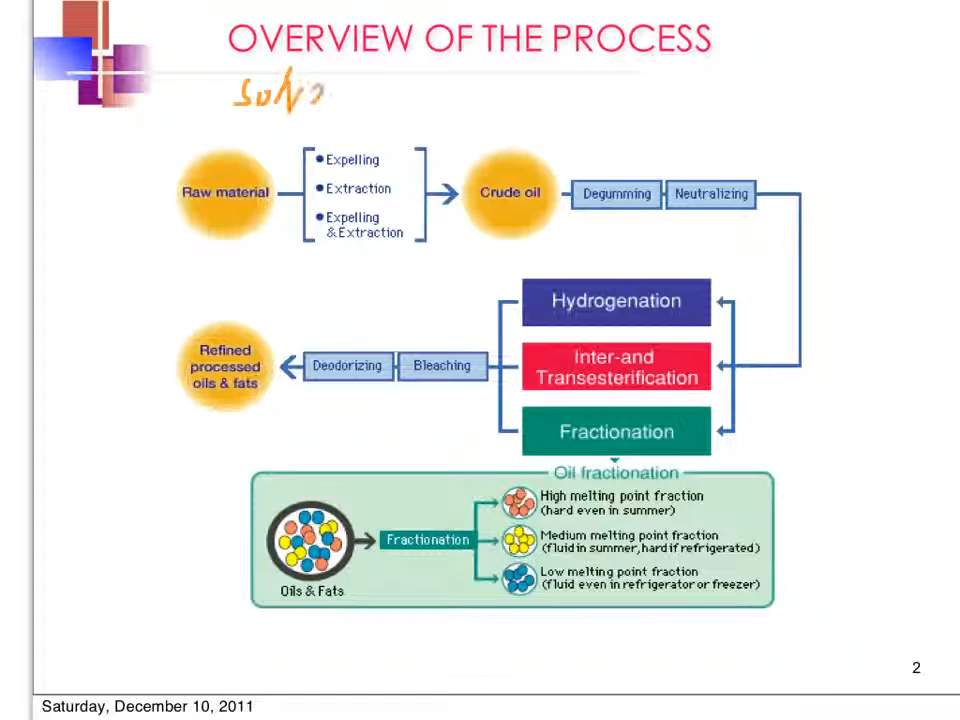 OVERVIEW OF THE PROCESS
Raw material
• Expelling
• Extraction
• Expelling
& Extraction
Crude oil
Degumming
Neutralizing
Hydrogenation
Inter-and
Transesterification
Fractionation
Bleaching
Deodorizing
Refined
processed
oils & fats
Oil fractionation
Oils & Fats
Fractionation
High melting point fraction
(hard even in summer)
Medium melting point fraction
(fluid in summer, hard if refrigerated)
Low melting point fraction
(fluid even in refrigerator or freezer)
2
Saturday, December 10, 2011